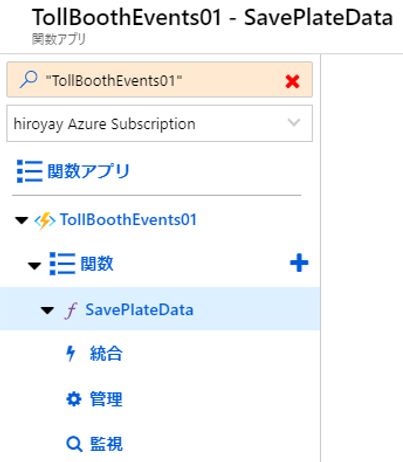 TollBoothEvents01 - SavePlateData
関数アプリ
"TollBoothEvents01"
hiroyay Azure Subscription
関数アプリ
TollBoothEvents01
関数
SavePlateData
統合
管理
監視